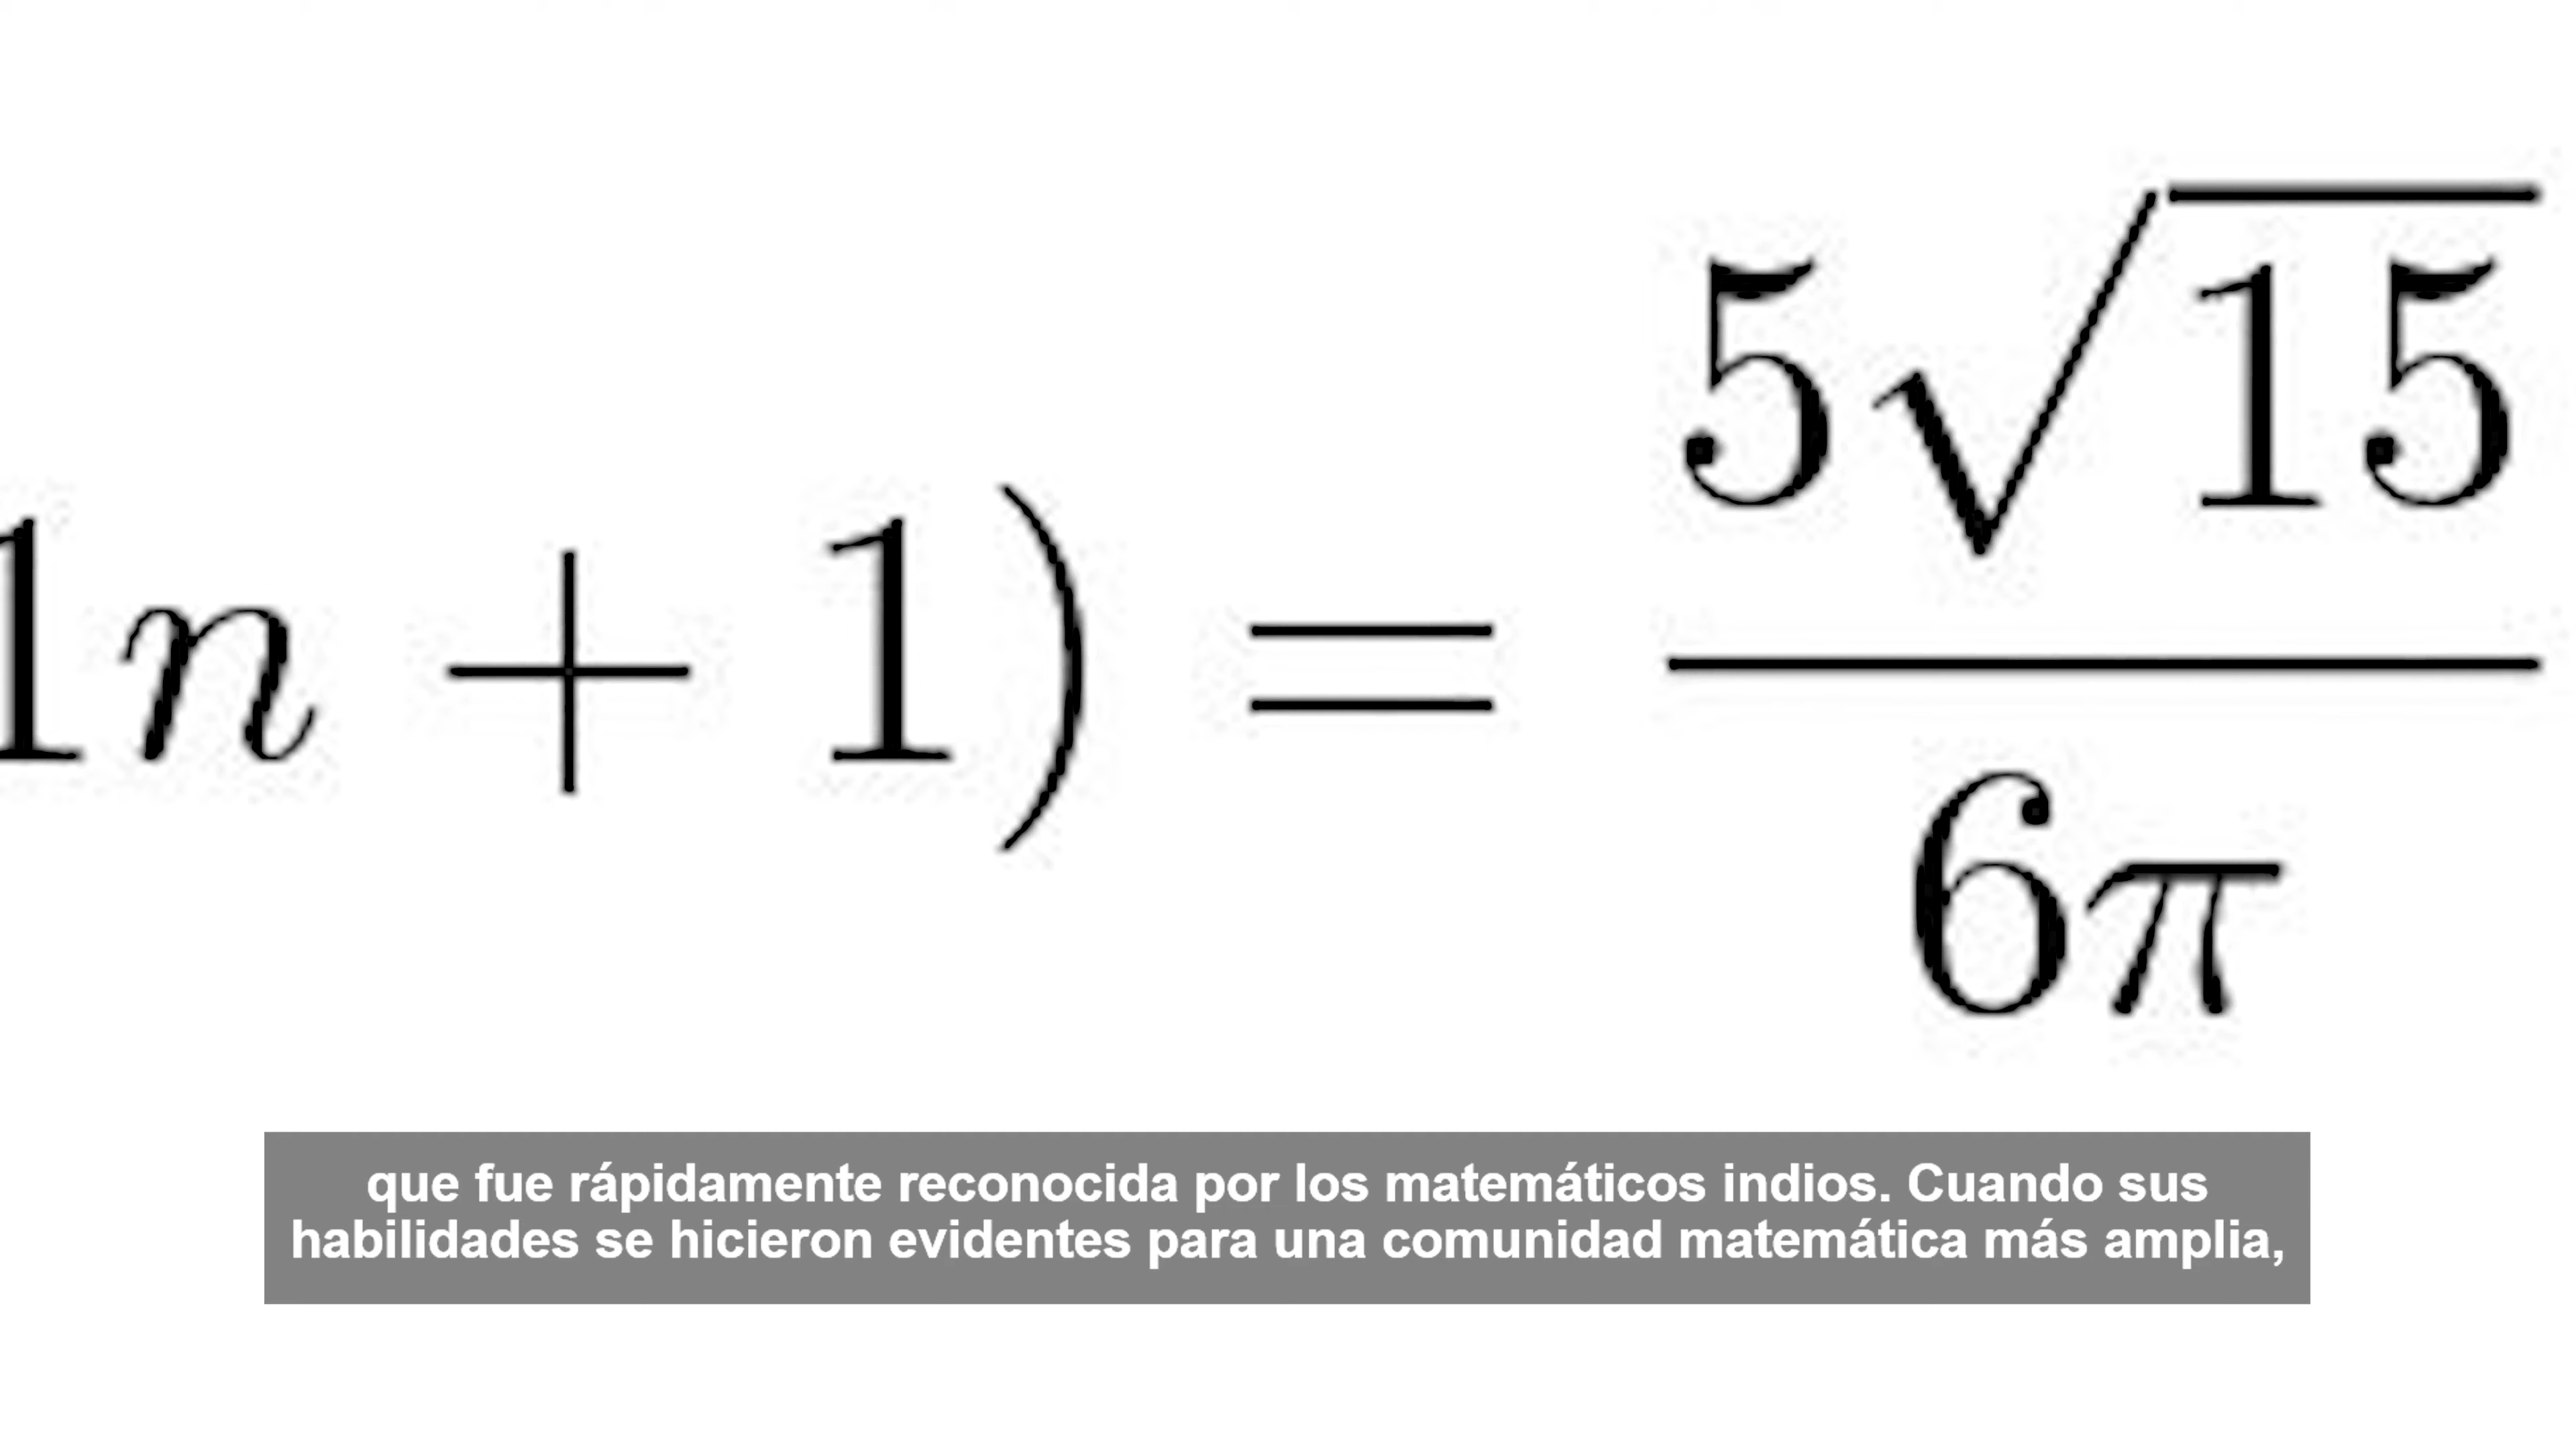 1n + 1) = 5√15
6π
que fue rápidamente reconocida por los matemáticos indios. Cuando sus
habilidades se hicieron evidentes para una comunidad matemática más amplia,